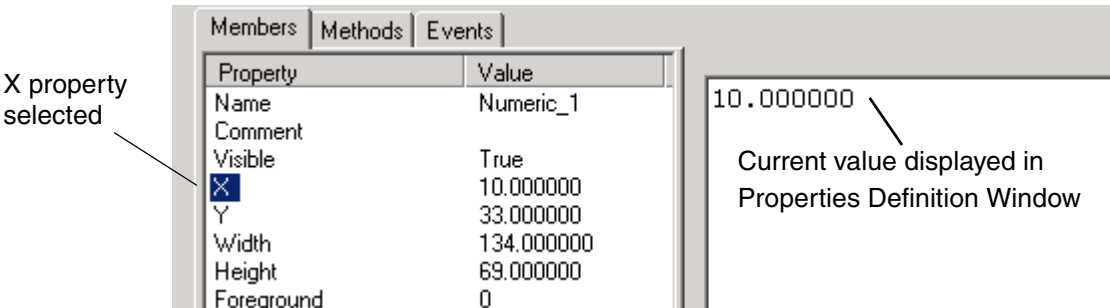 Members Methods Events
X property
selected
Property Value
Name Numeric_1
Comment
Visible True
X 10.000000
Y 33.000000
Width 134.000000
Height 69.000000
Foreground 0
10.000000
Current value displayed in
Properties Definition Window